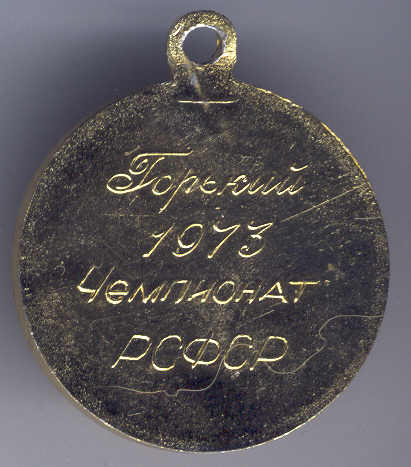 Горький
1973
Чемпионат
РСФСР